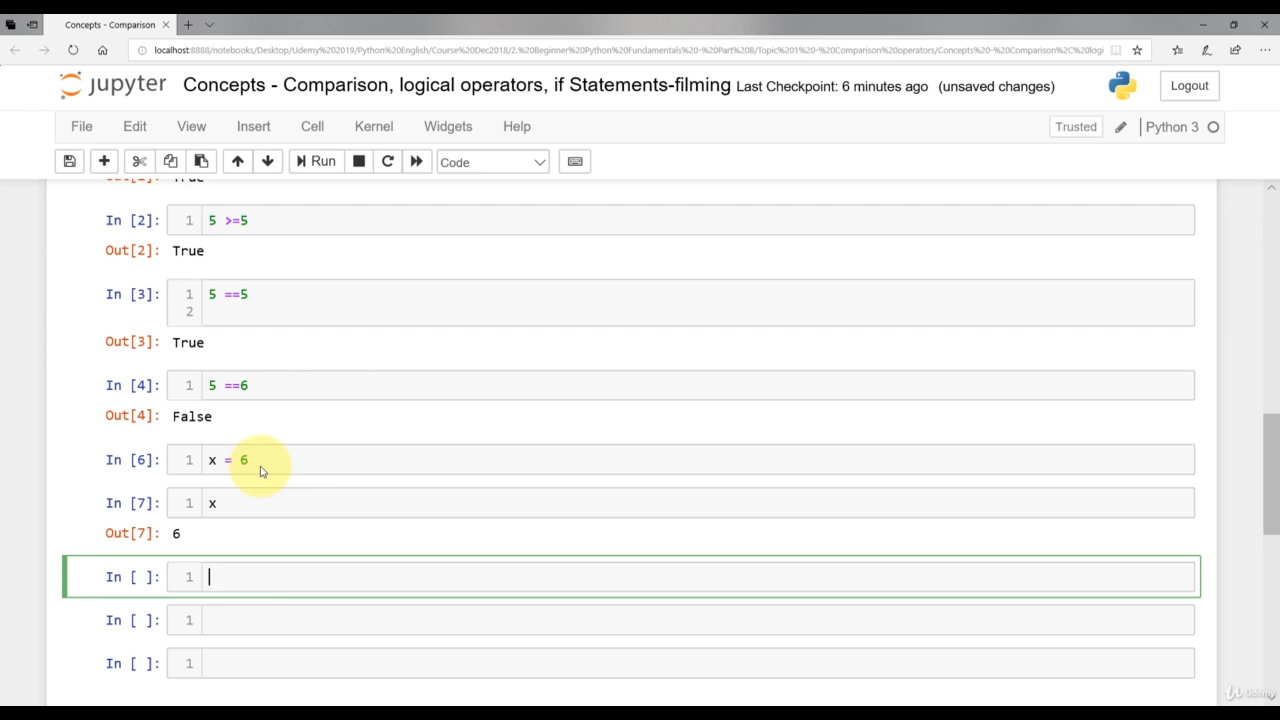 Concepts - Comparison
localhost:8888/notebooks/Desktop/Udemy%202019/Python%20English/Course%20Dec2018/2.%20Beginner%20Python%20Fundamentals%20-%20Part%20B/Topic%201%20-%20Comparison%20operators/Concepts%20-%20Comparison%2C%20logi
jupyter Concepts - Comparison, logical operators, if Statements-filming Last Checkpoint: 6 minutes ago (unsaved changes) Logout
File Edit View Insert Cell Kernel Widgets Help Trusted Python 3
Run Code
Out[1]: True
In [2]: 1 5 >=5
Out[2]: True
In [3]: 1 5 ==5
2
Out[3]: True
In [4]: 1 5 ==6
Out[4]: False
In [6]: 1 x = 6
In [7]: 1 x
Out[7]: 6
In [ ]: 1
In [ ]: 1
In [ ]: 1
Udemy